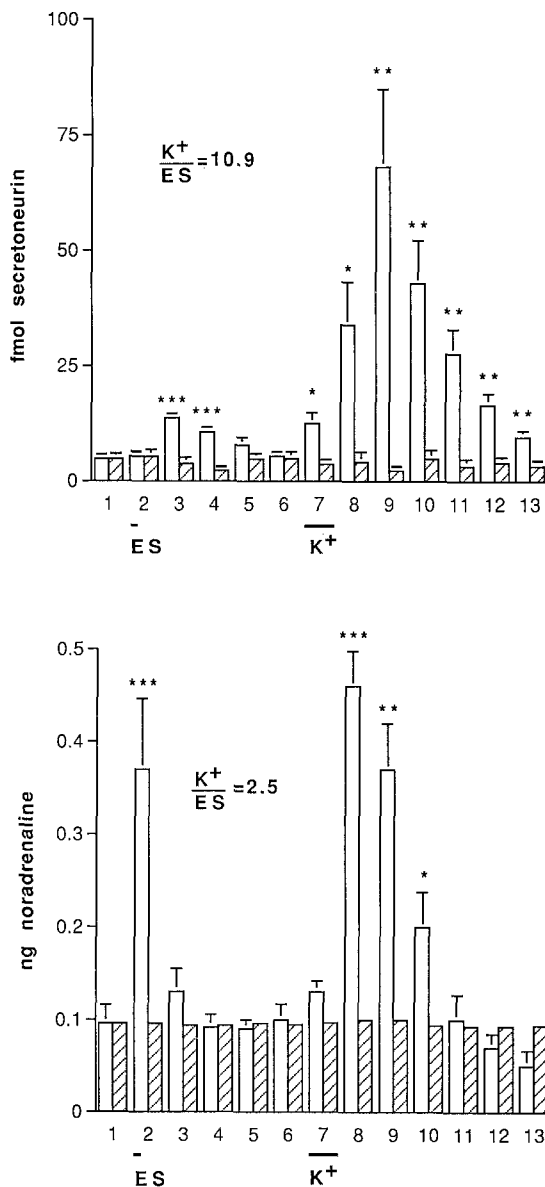 100
**
75
K+
ES =10.9
fmol secretoneurin
**
50
*
**
25
***
***
*
**
**
0
1 2 3 4 5 6 7 8 9 10 11 12 13
ES
K+
0.5
***
***
**
0.4
K+
ES =2.5
0.3
ng noradrenaline
*
0.2
0.1
0
1 2 3 4 5 6 7 8 9 10 11 12 13
ES
K+